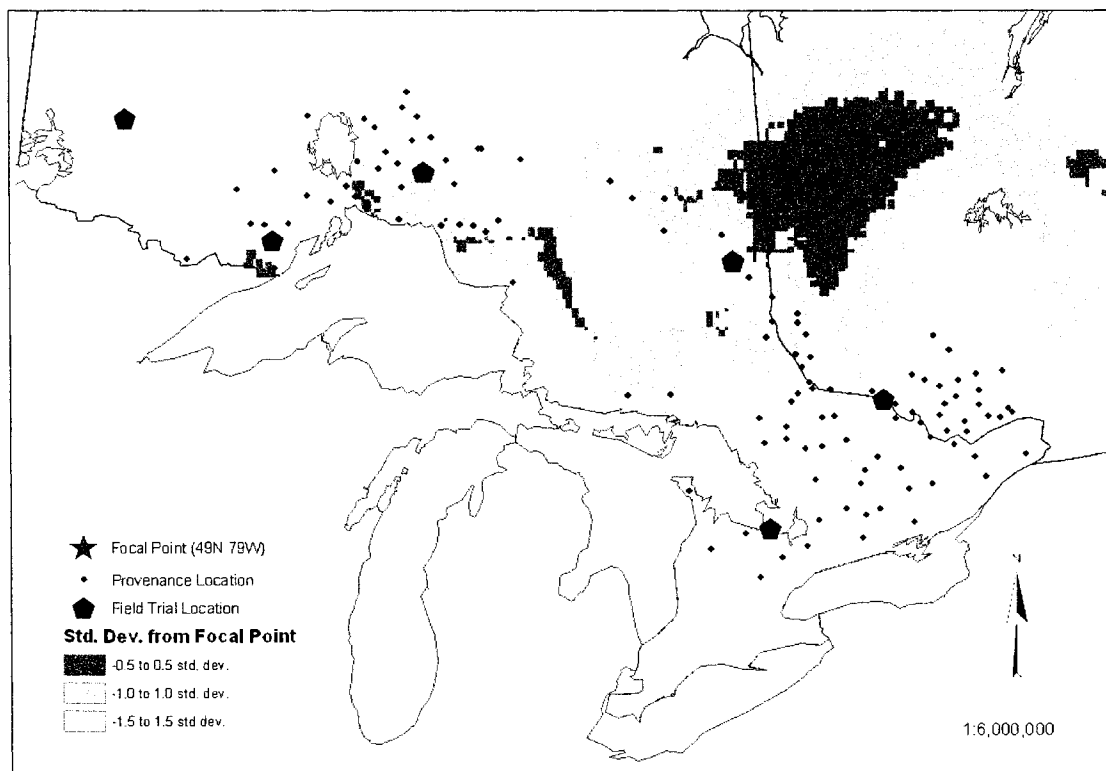 Focal Point (49N 79W)
Provenance Location
Field Trial Location
Std. Dev. from Focal Point
-0.5 to 0.5 std. dev.
-1.0 to 1.0 std. dev.
-1.5 to 1.5 std dev.
N
1:6,000,000